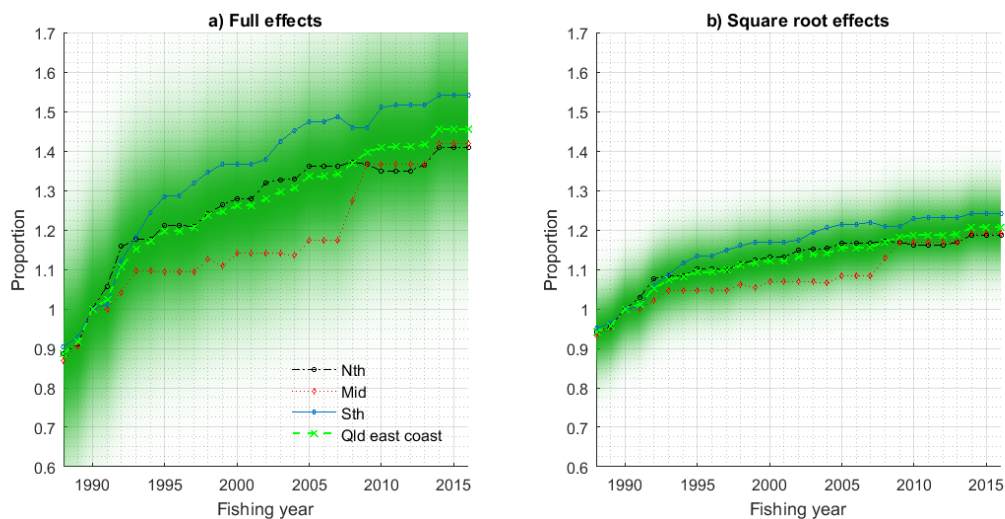 a) Full effects
1.7
1.6
1.5
1.4
1.3
1.2
1.1
1
0.9
0.8
0.7
0.6
Proportion
1990 1995 2000 2005 2010 2015
Fishing year
Nth
Mid
Sth
Qld east coast
b) Square root effects
1.7
1.6
1.5
1.4
1.3
1.2
1.1
1
0.9
0.8
0.7
0.6
Proportion
1990 1995 2000 2005 2010 2015
Fishing year